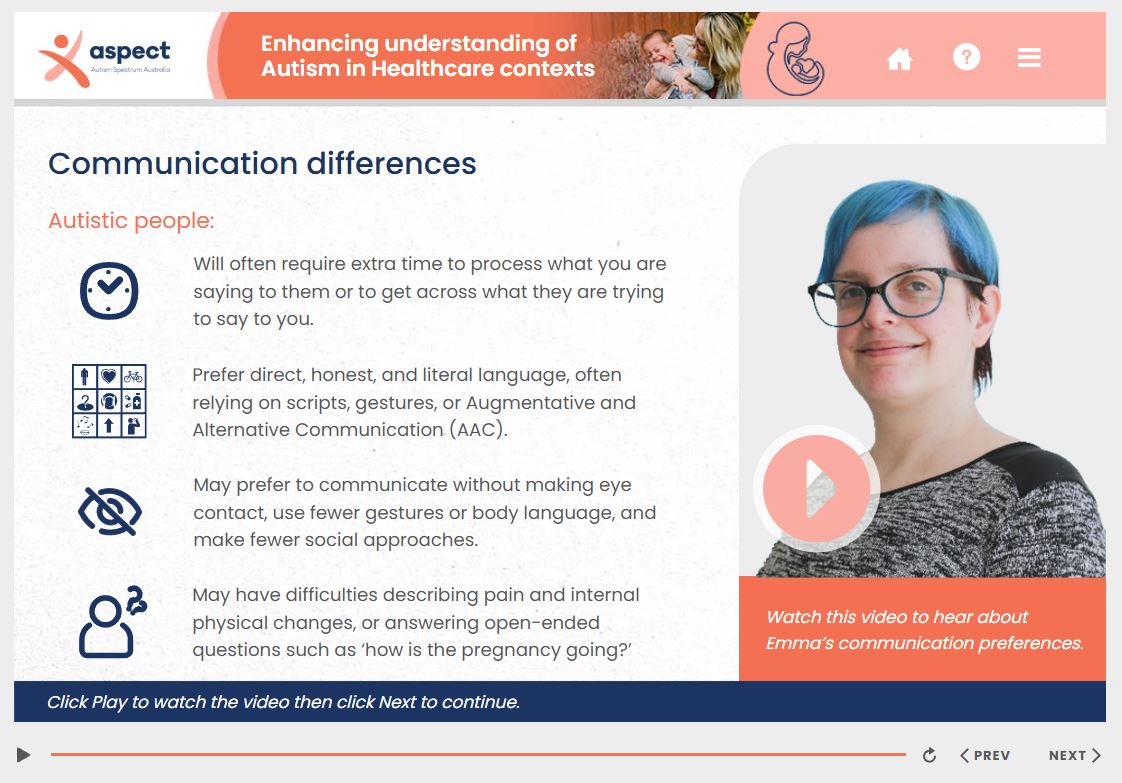 aspect
Autism Spectrum Australia
Enhancing understanding of
Autism in Healthcare contexts
?
Communication differences
Autistic people:
Will often require extra time to process what you are
saying to them or to get across what they are trying
to say to you.
Prefer direct, honest, and literal language, often
relying on scripts, gestures, or Augmentative and
Alternative Communication (AAC).
May prefer to communicate without making eye
contact, use fewer gestures or body language, and
make fewer social approaches.
May have difficulties describing pain and internal
physical changes, or answering open-ended
questions such as ‘how is the pregnancy going?’
Watch this video to hear about
Emma’s communication preferences.
Click Play to watch the video then click Next to continue.
PREV
NEXT